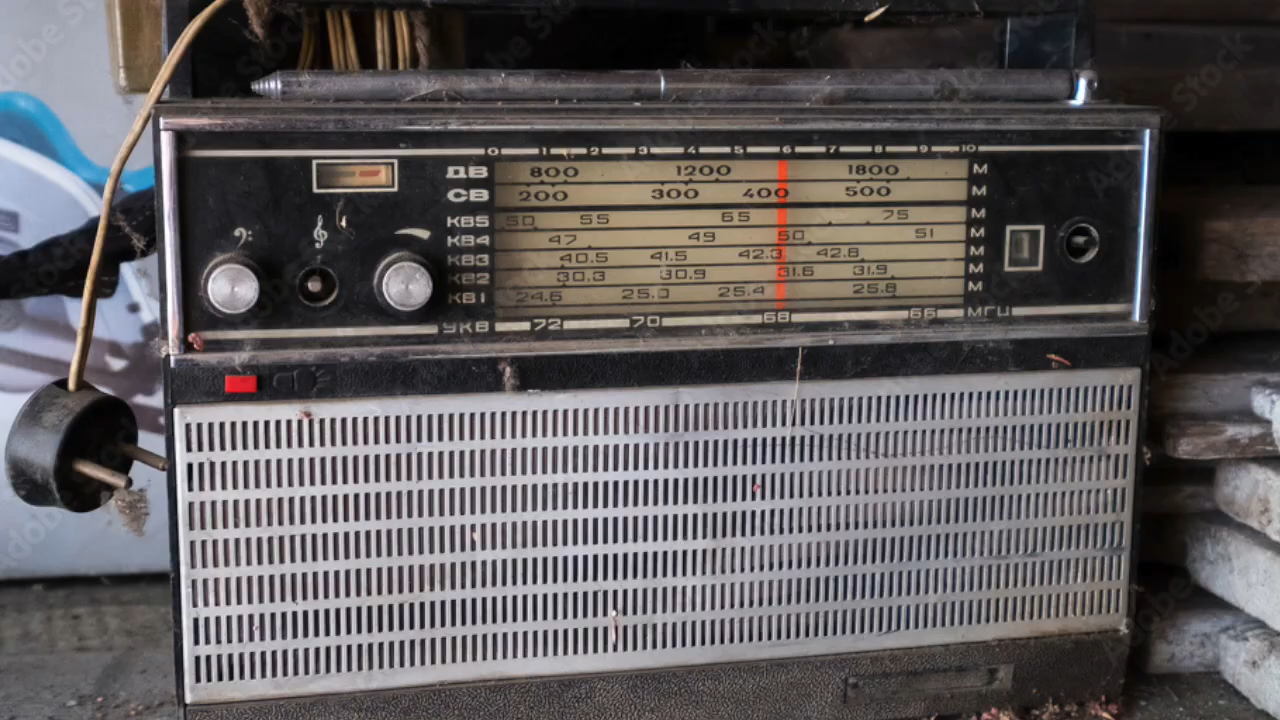 0 1 2 3 4 5 6 7 8 9 10
ДВ 800 1200 1800 М
СВ 200 300 400 500 М
КВ5 50 55 65 75 М
КВ4 47 49 50 51 М
КВ3 40.5 41.5 42.3 42.8 М
КВ2 30.3 30.9 31.6 31.9 М
КВ1 24.6 25.0 25.4 25.8 М
УКВ 72 70 68 66 МГЦ
Adobe Stock